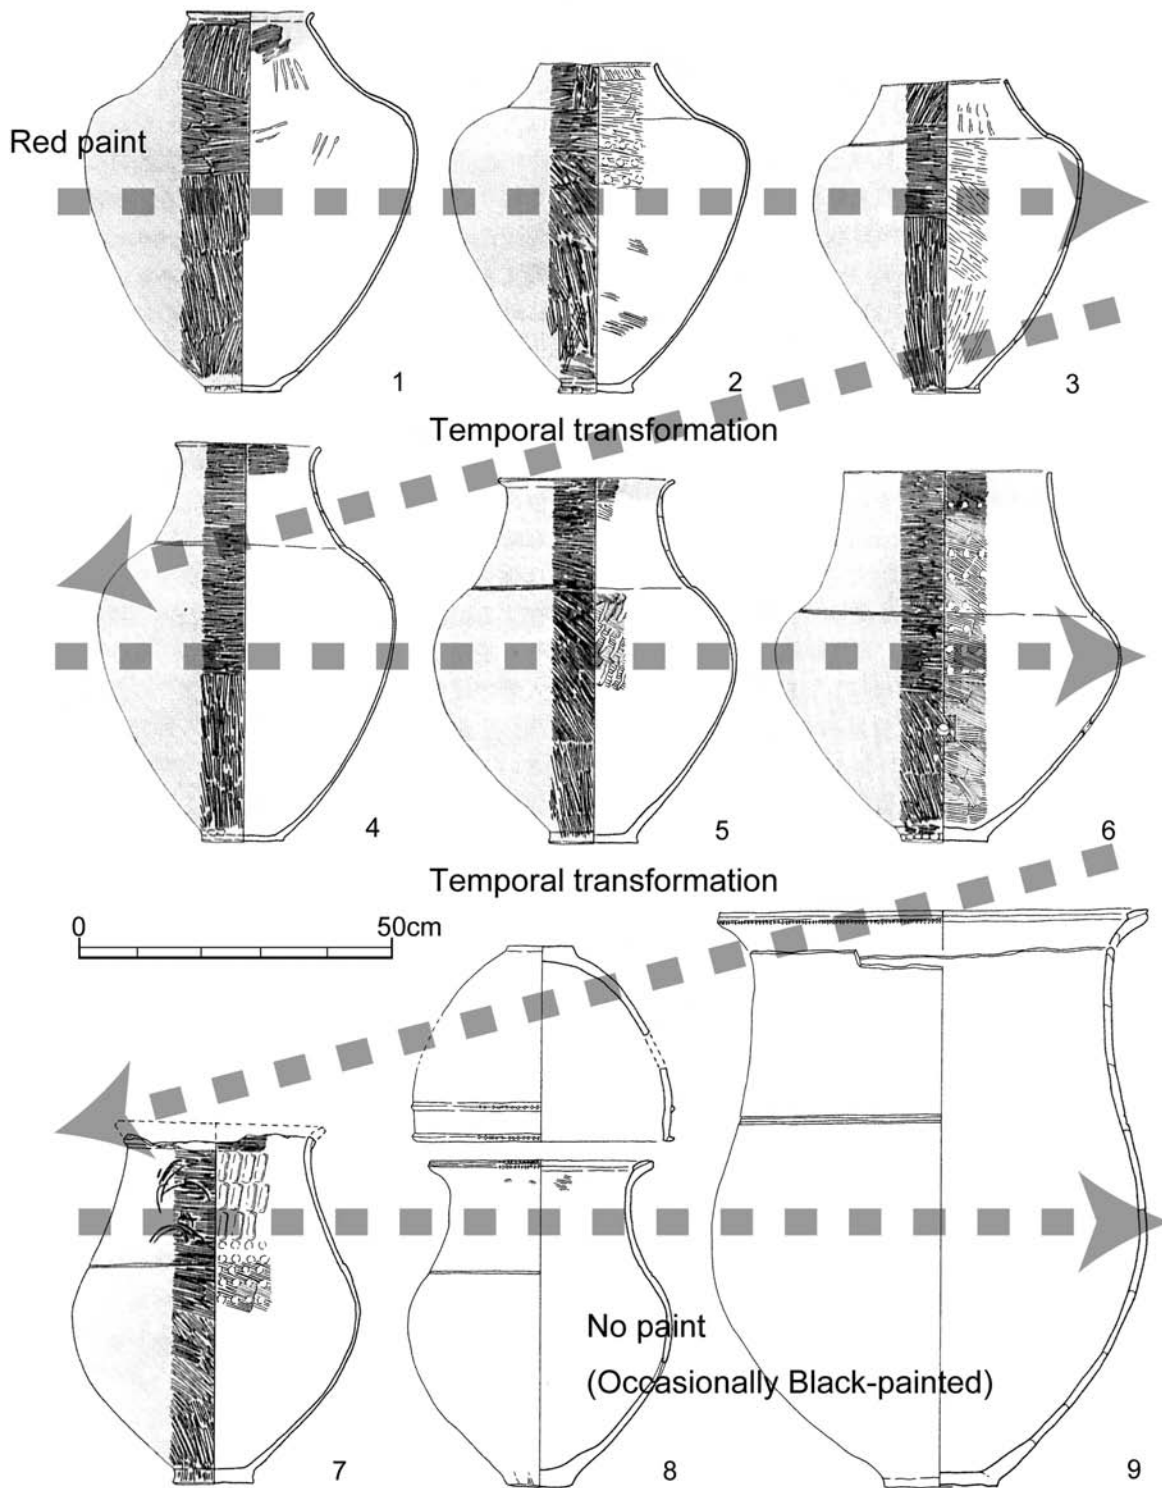 Red paint
1
2
3
Temporal transformation
4
5
6
Temporal transformation
0 50cm
No paint
(Occasionally Black-painted)
7
8
9